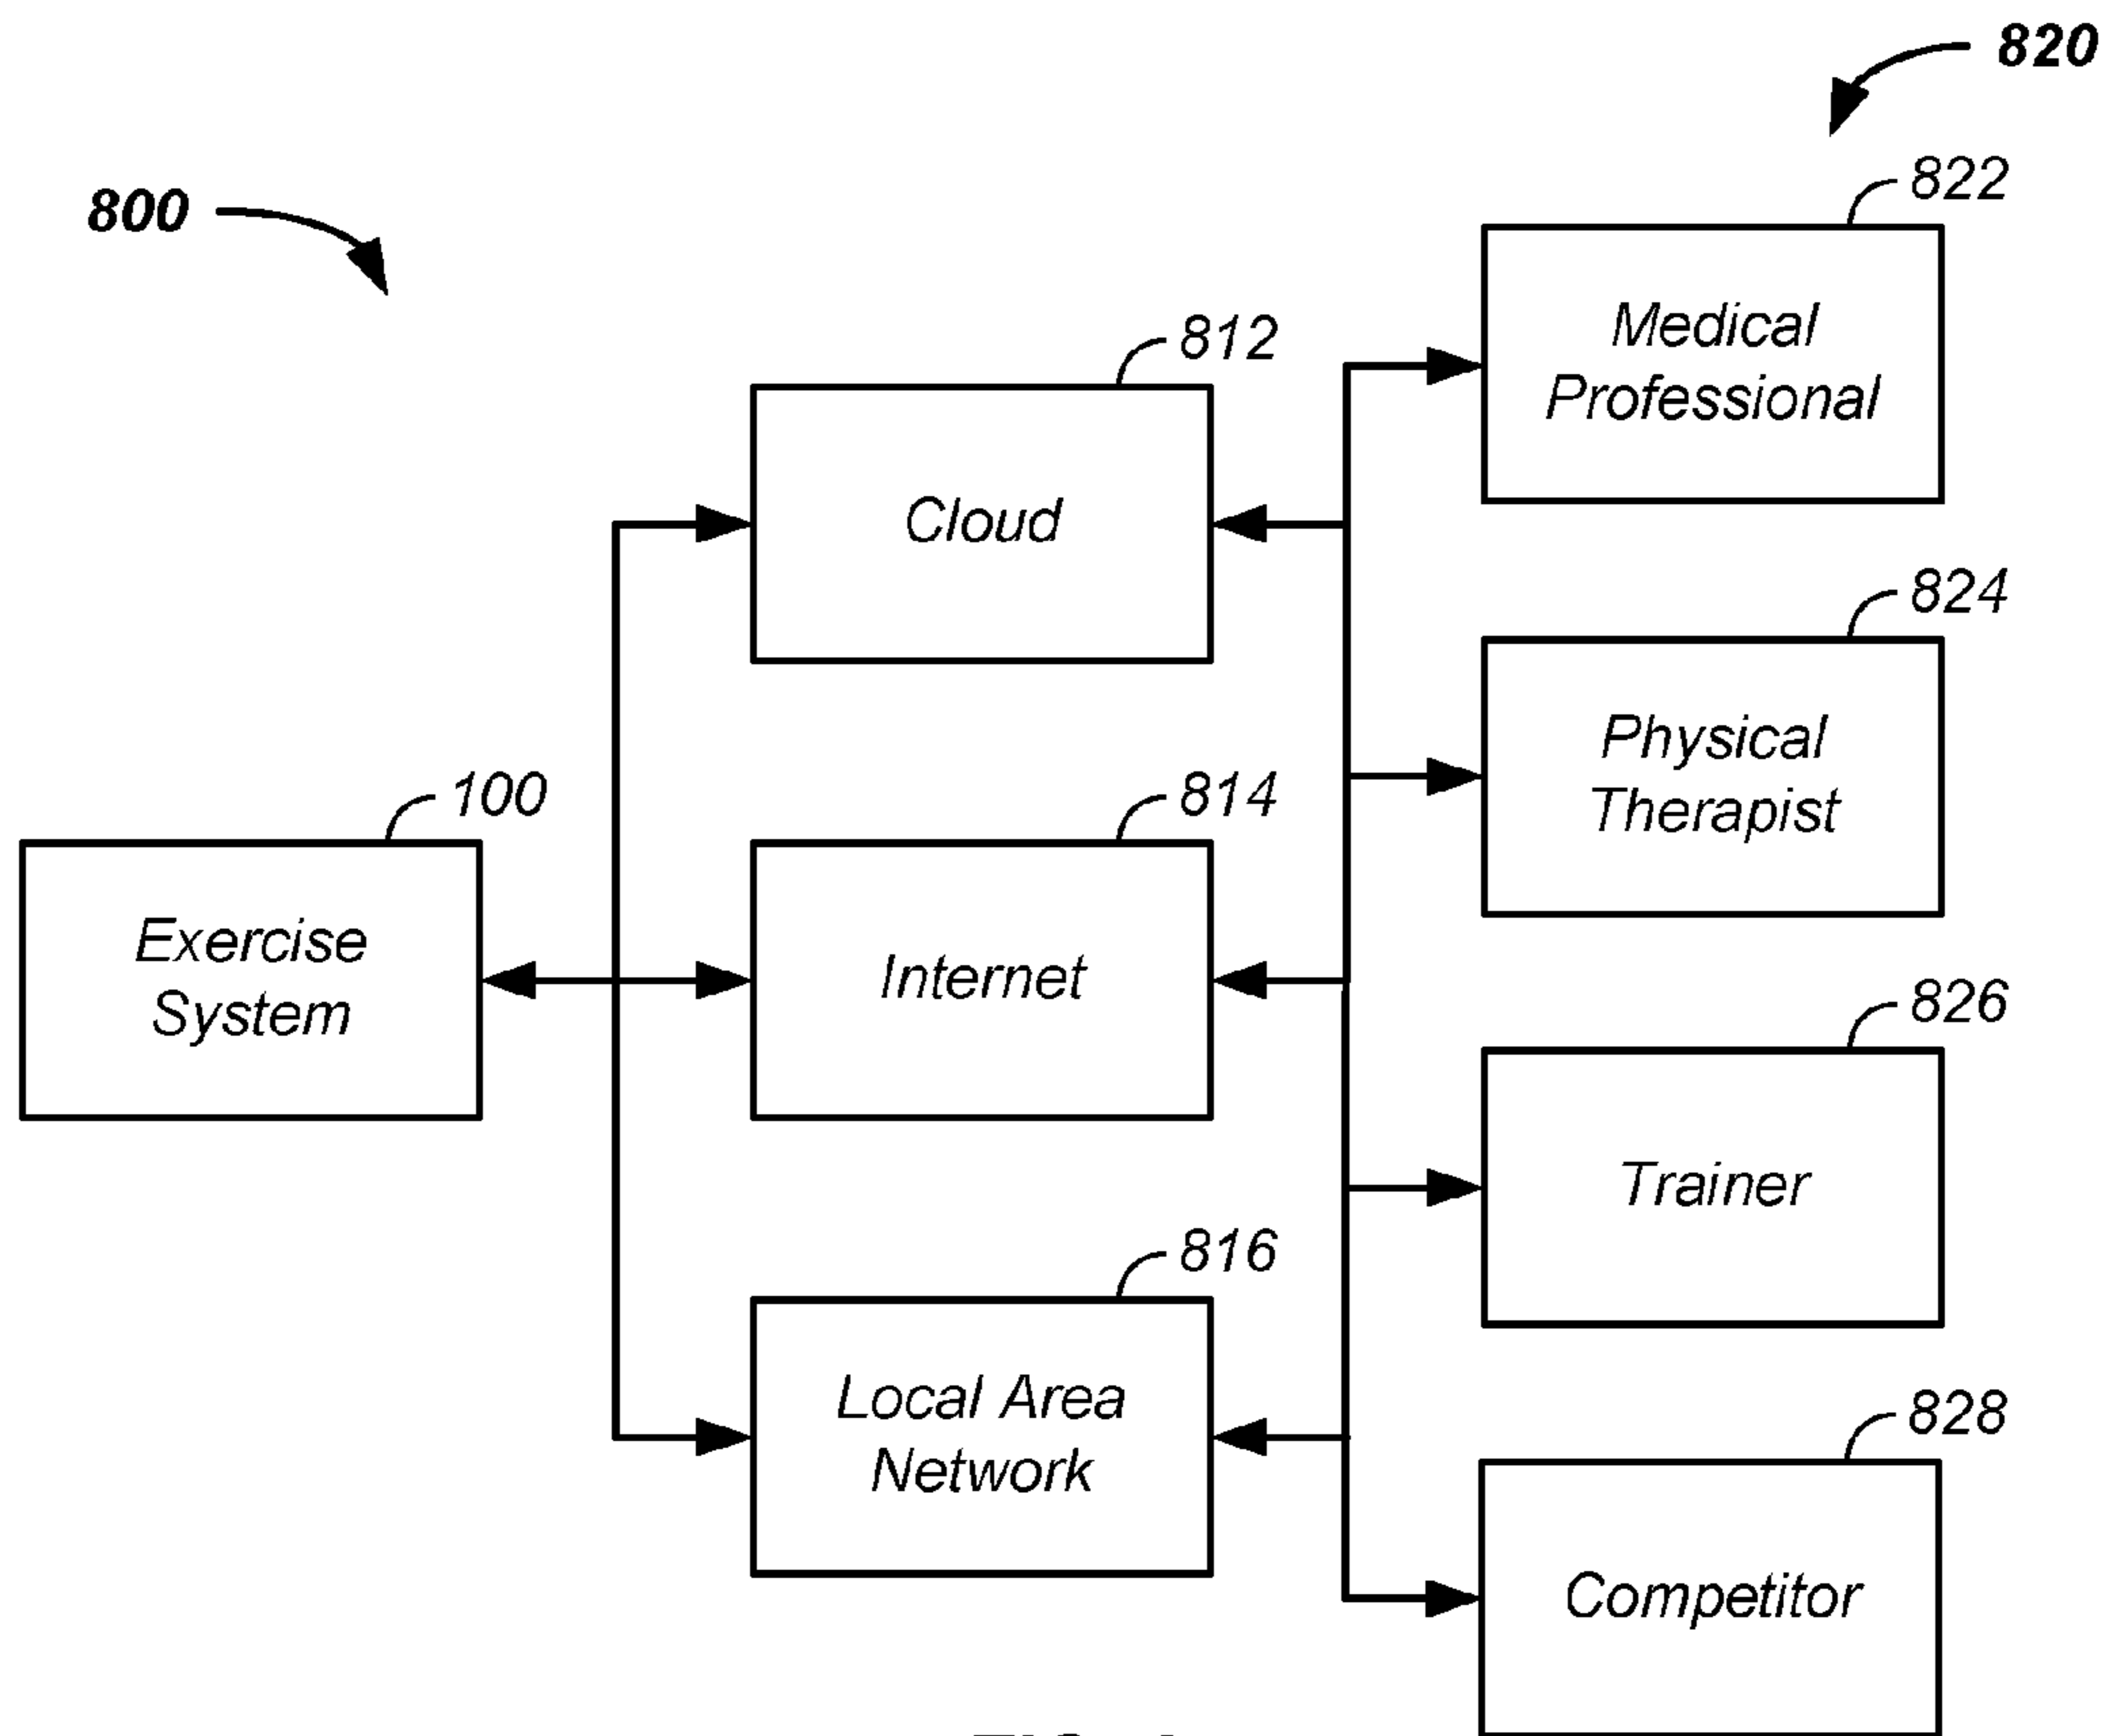 820
800
822
Medical
Professional
812
Cloud
824
Physical
Therapist
100
Exercise
System
814
Internet
826
Trainer
816
Local Area
Network
828
Competitor